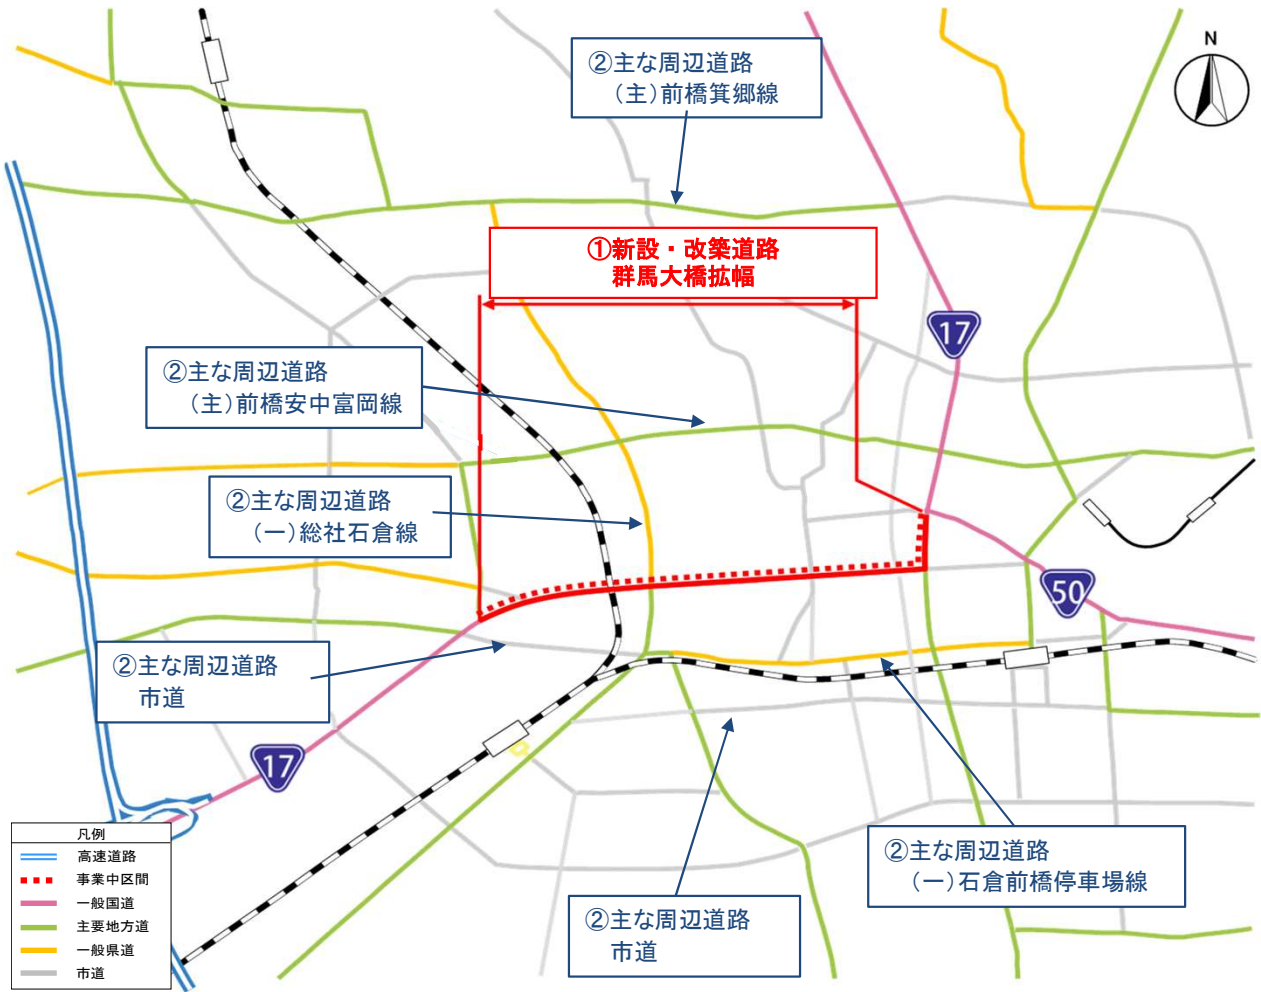 N
②主な周辺道路
（主）前橋箕郷線
①新設・改築道路
群馬大橋拡幅
17
②主な周辺道路
（主）前橋安中富岡線
②主な周辺道路
（一）総社石倉線
50
②主な周辺道路
市道
17
②主な周辺道路
（一）石倉前橋停車場線
②主な周辺道路
市道
凡例
高速道路
事業中区間
一般国道
主要地方道
一般県道
市道